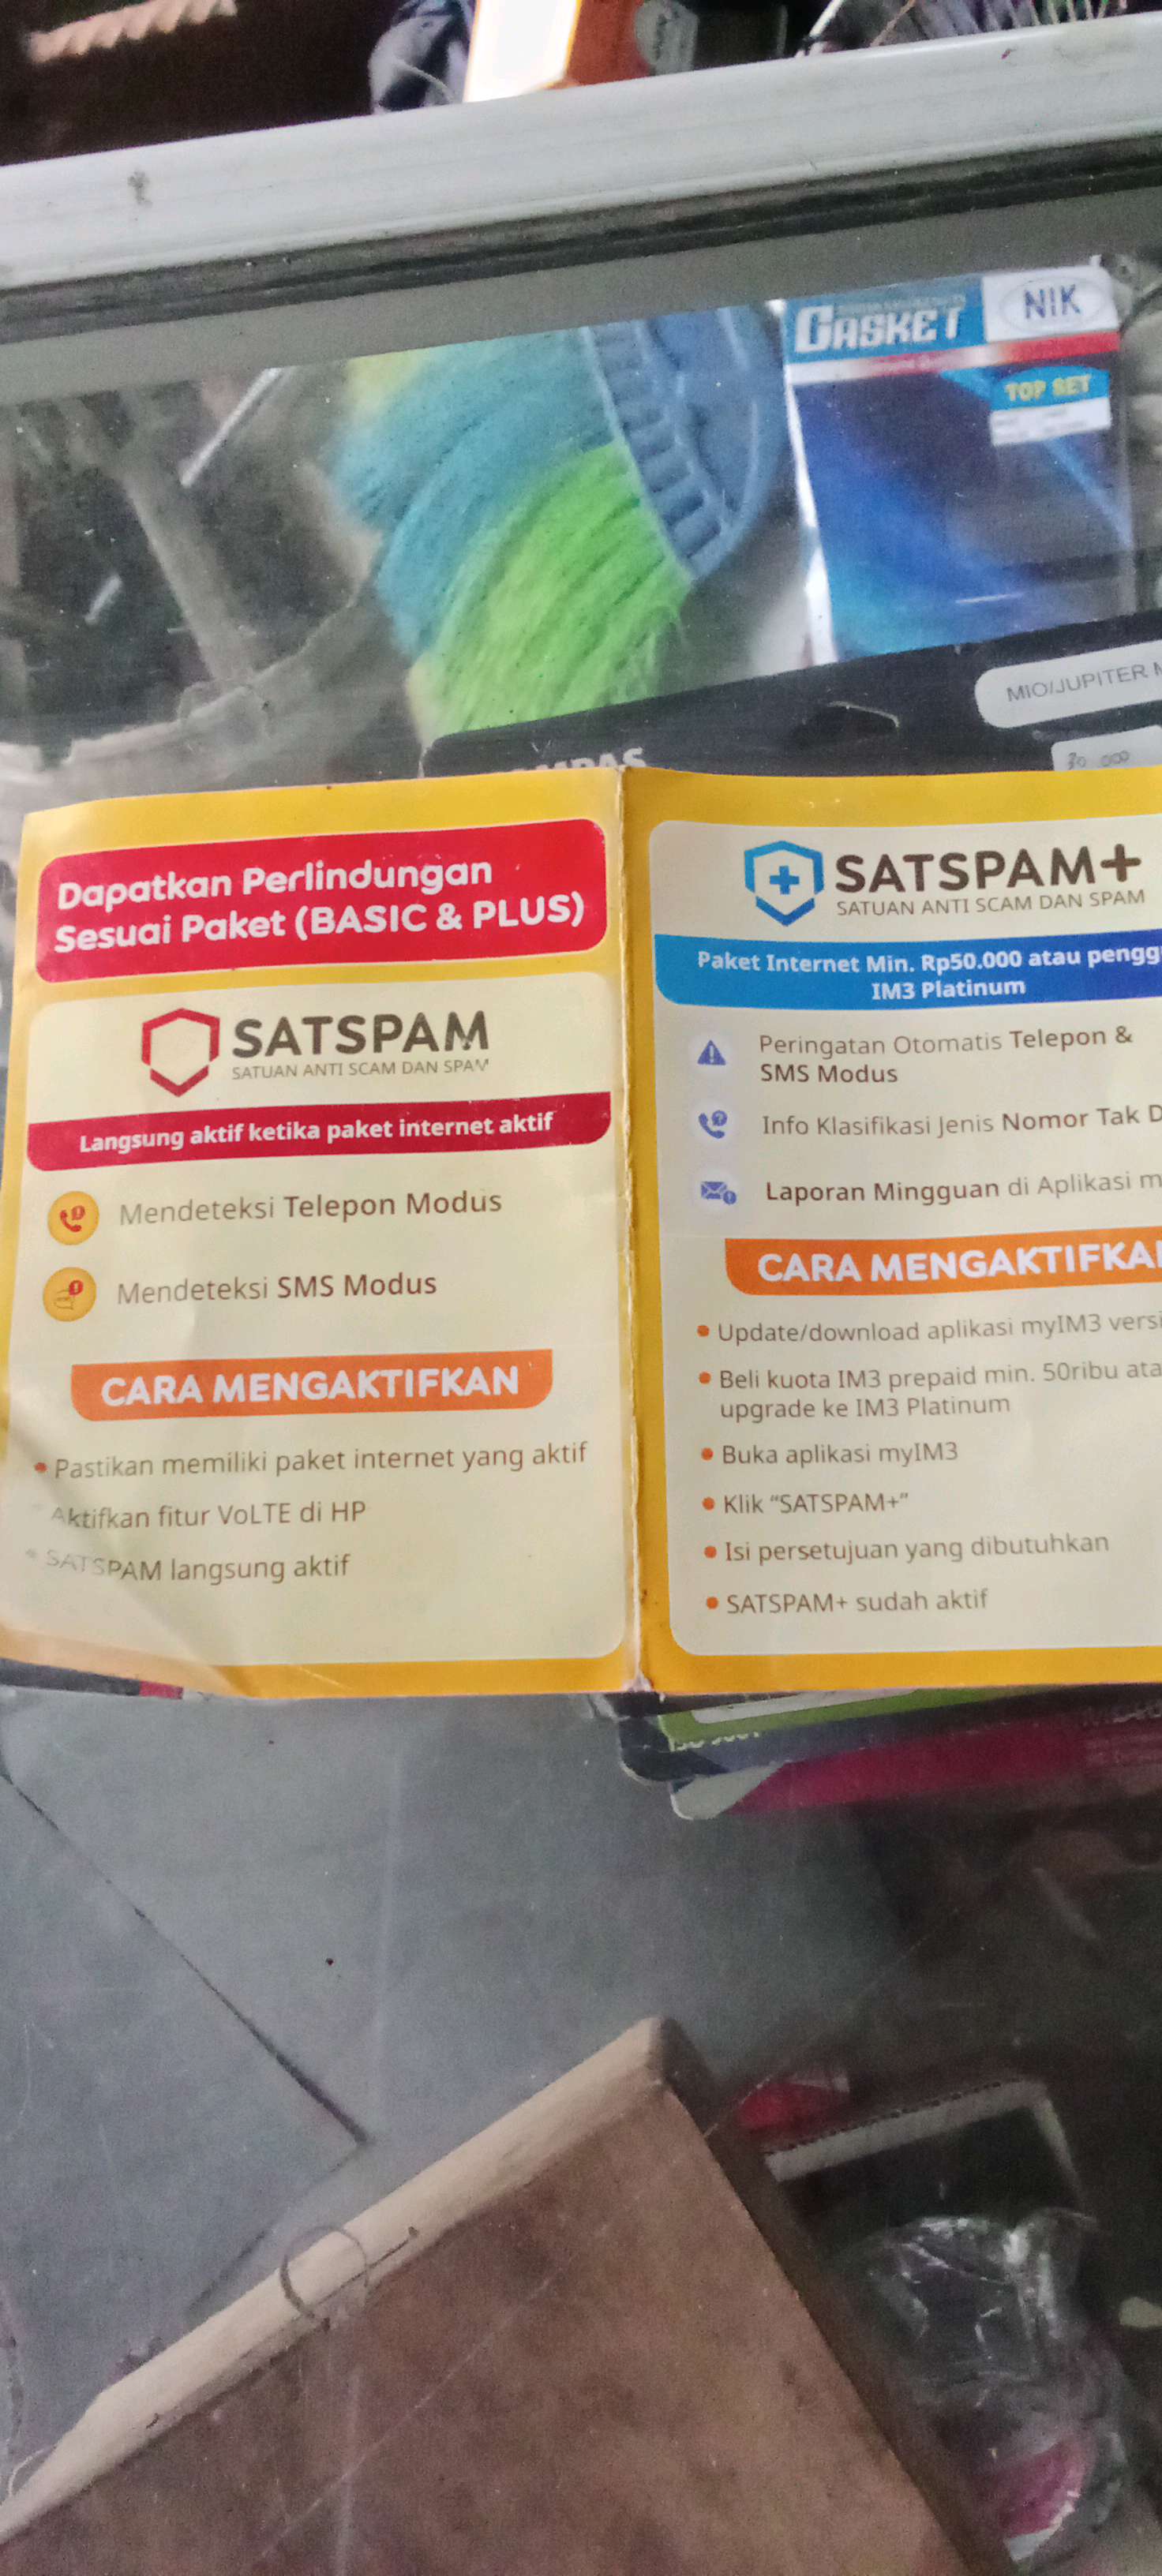 GASKET
NIK
TOP SET
MIO/JUPITER
Dapatkan Perlindungan
Sesuai Paket (BASIC & PLUS)
SATSPAM
SATUAN ANTI SCAM DAN SPAM
Langsung aktif ketika paket internet aktif
Mendeteksi Telepon Modus
Mendeteksi SMS Modus
CARA MENGAKTIFKAN
• Pastikan memiliki paket internet yang aktif
Aktifkan fitur VoLTE di HP
• SATSPAM langsung aktif
SATSPAM+
SATUAN ANTI SCAM DAN SPAM
Paket Internet Min. Rp50.000 atau pengg
IM3 Platinum
Peringatan Otomatis Telepon &
SMS Modus
Info Klasifikasi Jenis Nomor Tak D
Laporan Mingguan di Aplikasi m
CARA MENGAKTIFKA
• Update/download aplikasi myIM3 versi
• Beli kuota IM3 prepaid min. 50ribu ata
upgrade ke IM3 Platinum
• Buka aplikasi myIM3
• Klik “SATSPAM+”
• Isi persetujuan yang dibutuhkan
• SATSPAM+ sudah aktif